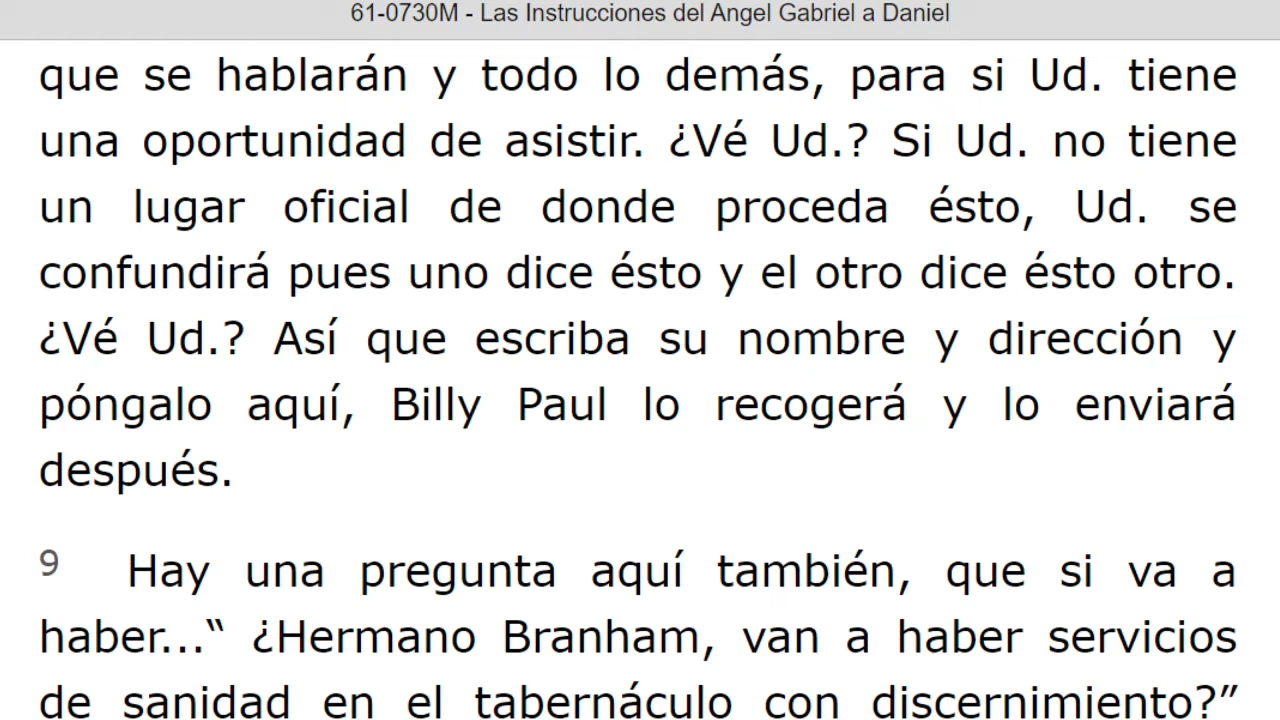 61-0730M - Las Instrucciones del Angel Gabriel a Daniel
que se hablarán y todo lo demás, para si Ud. tiene
una oportunidad de asistir. ¿Vé Ud.? Si Ud. no tiene
un lugar oficial de donde proceda ésto, Ud. se
confundirá pues uno dice ésto y el otro dice ésto otro.
¿Vé Ud.? Así que escriba su nombre y dirección y
póngalo aquí, Billy Paul lo recogerá y lo enviará
después.
9 Hay una pregunta aquí también, que si va a
haber...“ ¿Hermano Branham, van a haber servicios
de sanidad en el tabernáculo con discernimiento?”